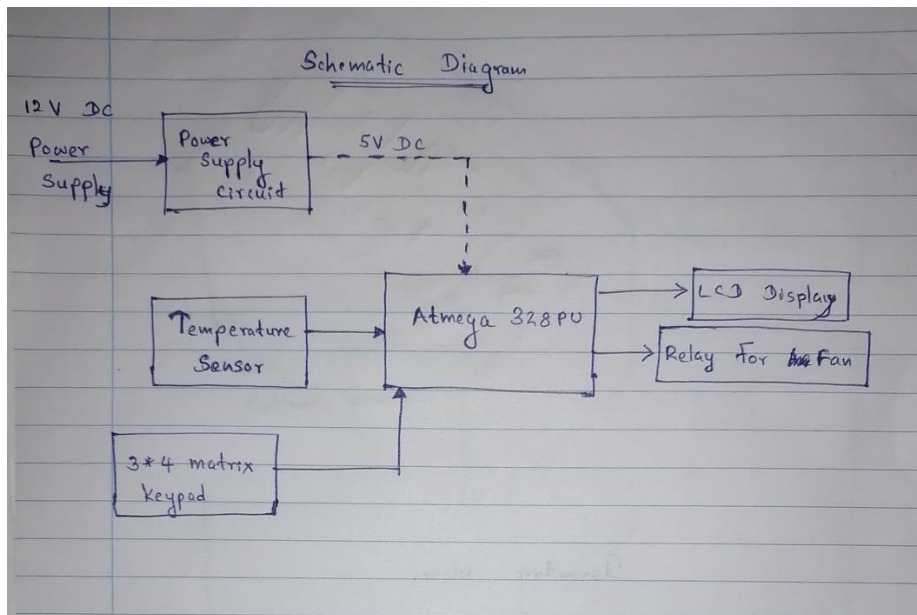 Schematic Diagram
12V DC
Power
Supply
Power
Supply
Circuit
5V DC
Temperature
Sensor
Atmega 328PU
LCD Display
Relay For Fan
3*4 matrix
Keypad